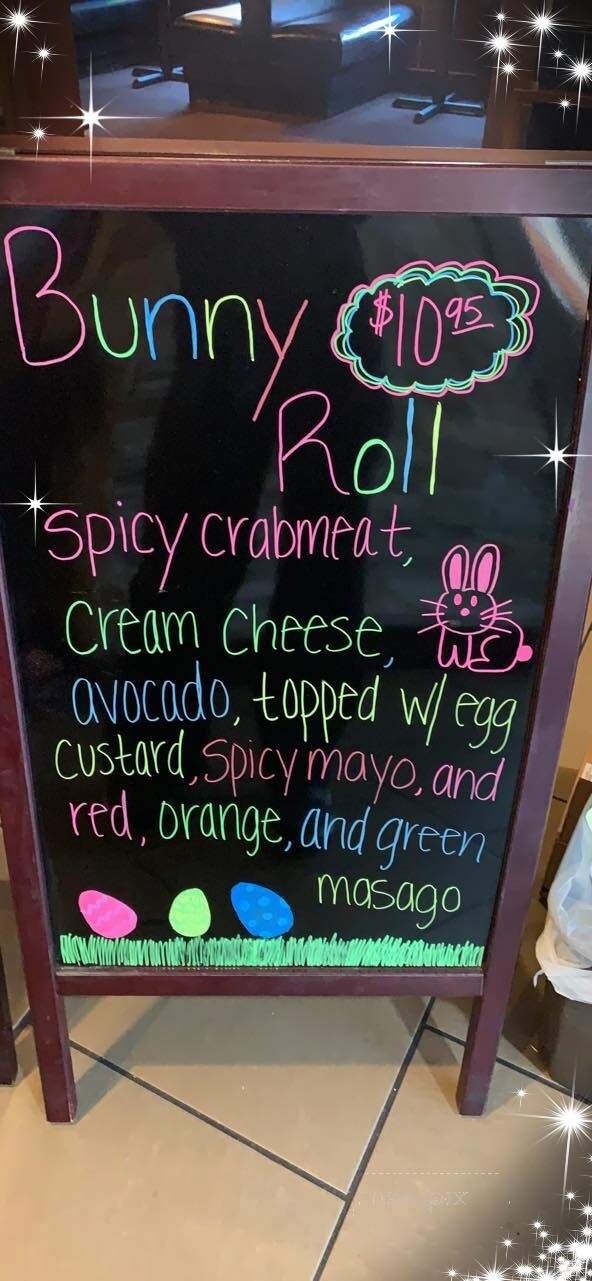 Bunny $10.95
Roll
Spicy crabmeat,
Cream Cheese,
avocado, topped w/ egg
custard, spicy mayo, and
red, orange, and green
masago